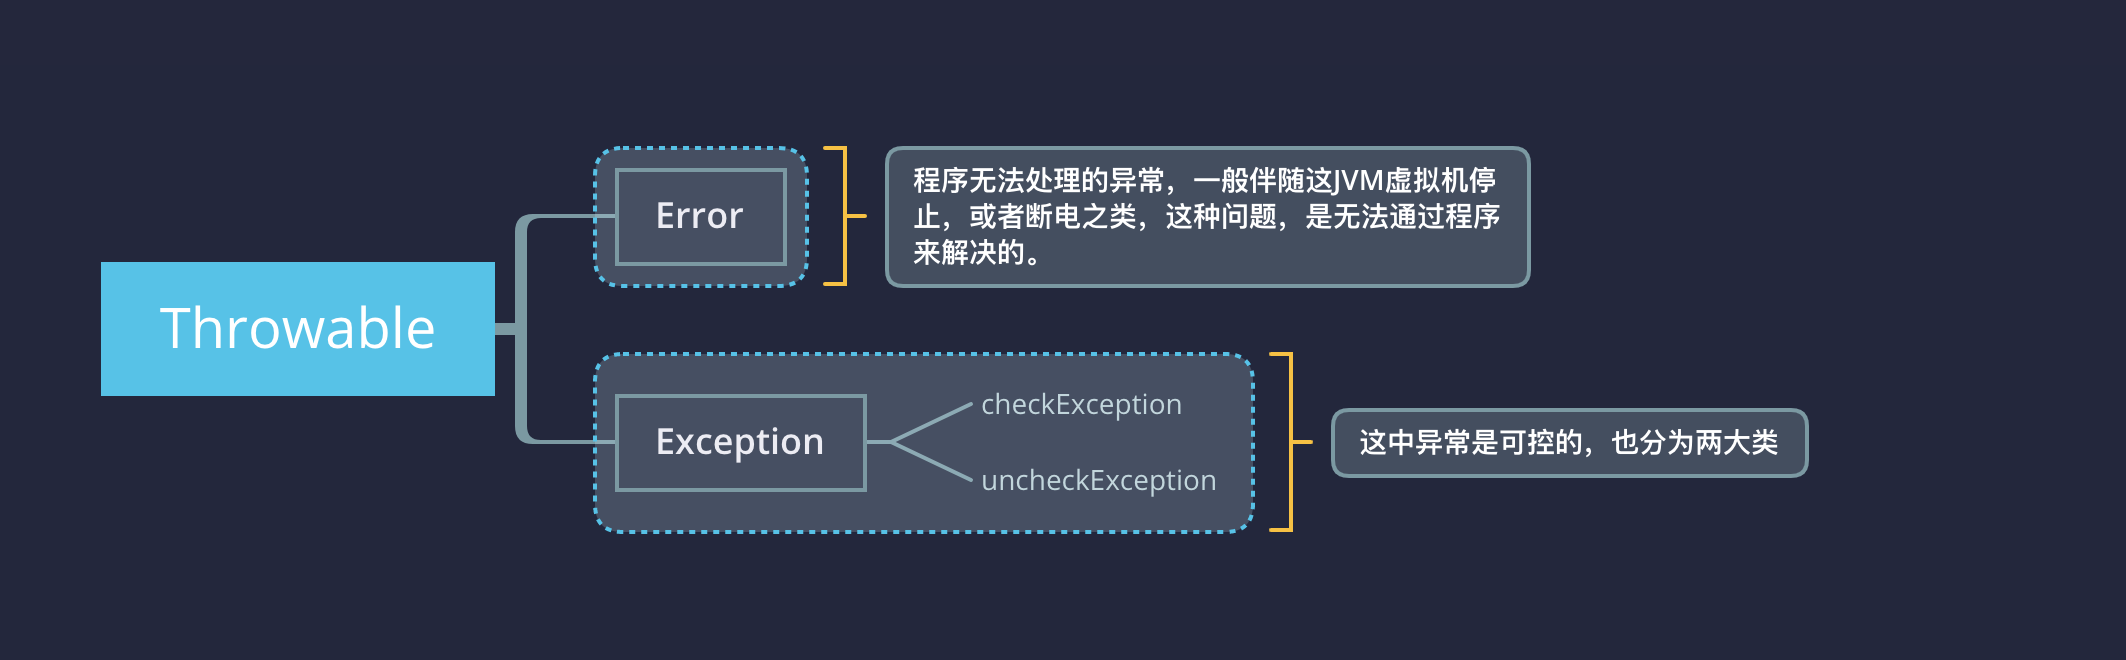 Throwable
Error
程序无法处理的异常，一般伴随这JVM虚拟机停
止，或者断电之类，这种问题，是无法通过程序
来解决的。
Exception
checkException
uncheckException
这中异常是可控的，也分为两大类